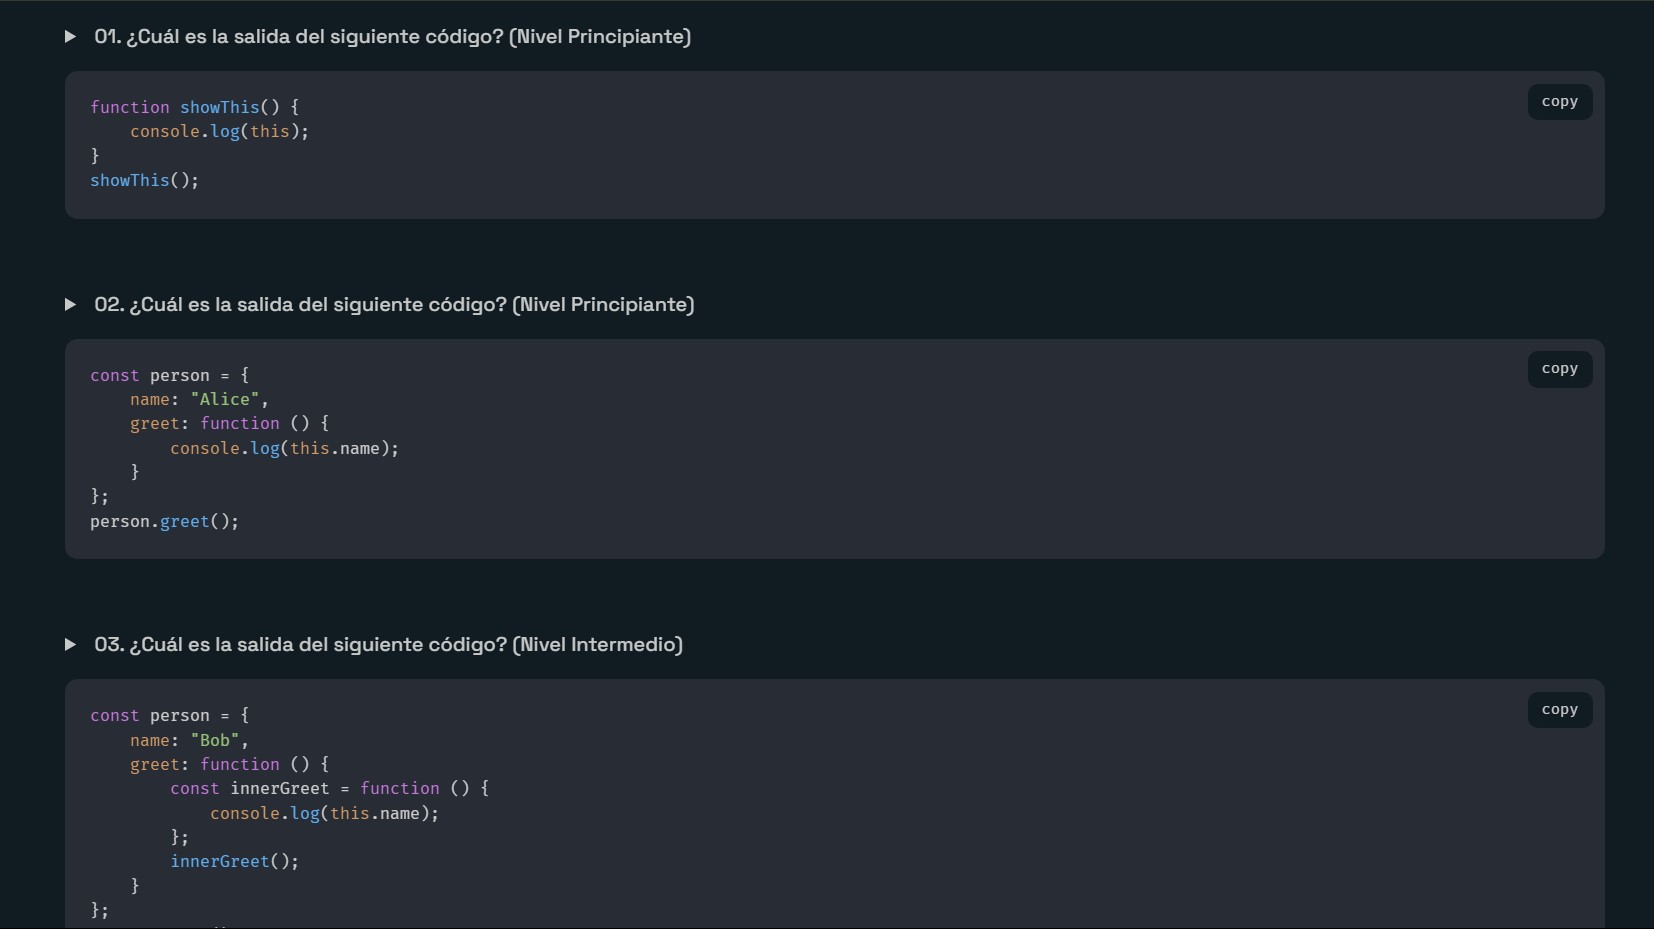 01. ¿Cuál es la salida del siguiente código? (Nivel Principiante)
copy
function showThis() {
    console.log(this);
}
showThis();
02. ¿Cuál es la salida del siguiente código? (Nivel Principiante)
copy
const person = {
    name: "Alice",
    greet: function () {
        console.log(this.name);
    }
};
person.greet();
03. ¿Cuál es la salida del siguiente código? (Nivel Intermedio)
copy
const person = {
    name: "Bob",
    greet: function () {
        const innerGreet = function () {
            console.log(this.name);
        };
        innerGreet();
    }
};